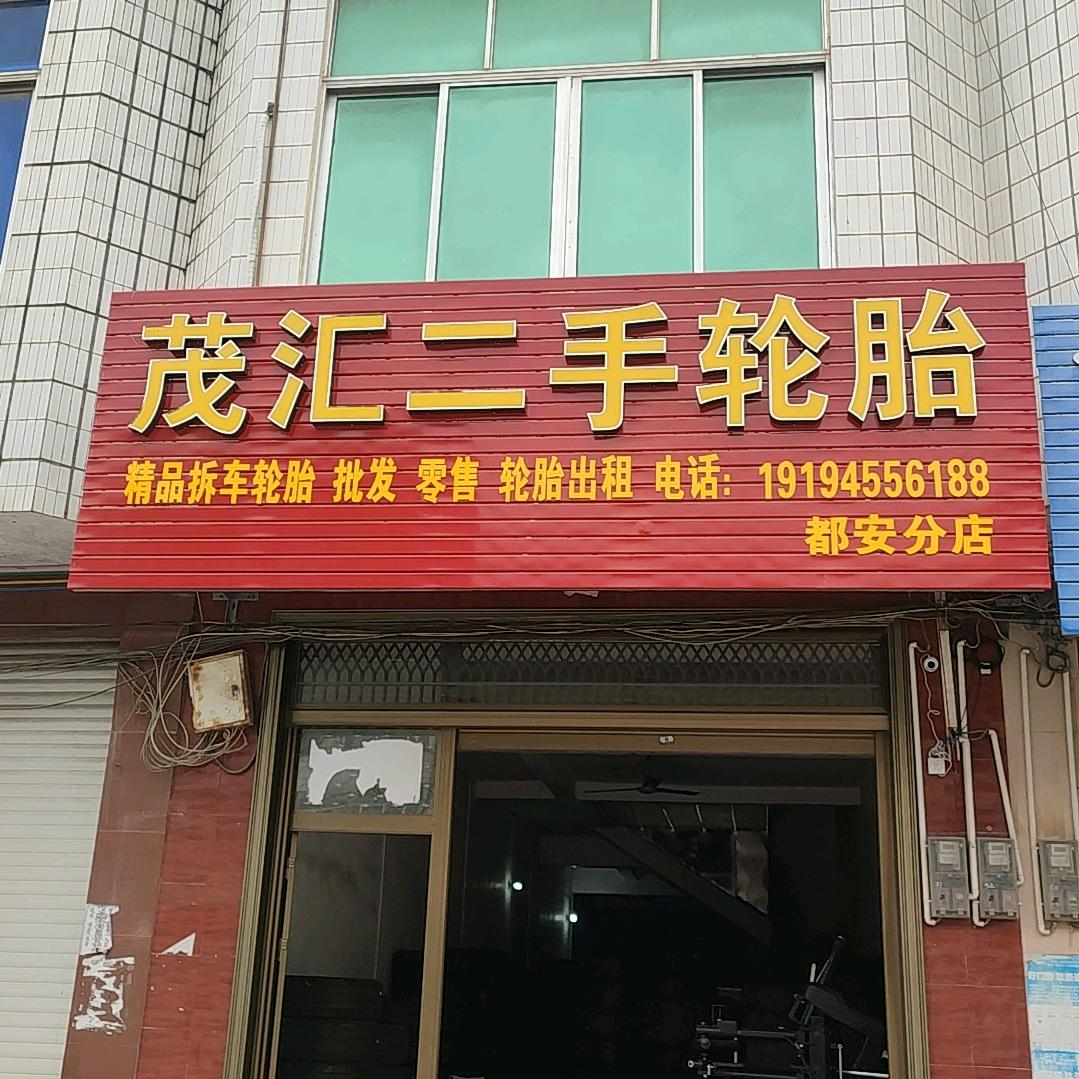 茂汇二手轮胎
精品拆车轮胎 批发 零售 轮胎出租 电话: 19194556188
都安分店